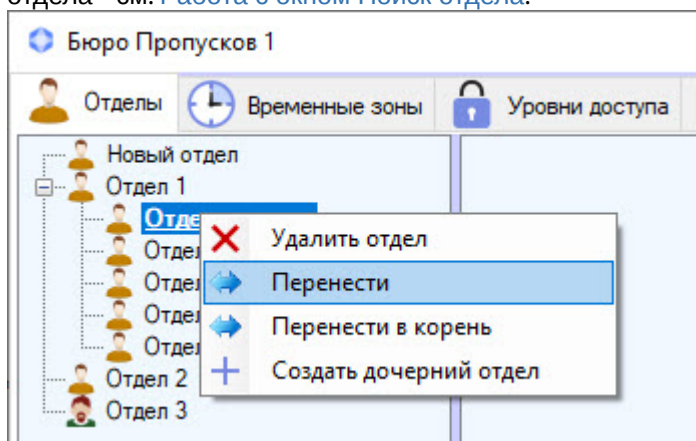 отдела - см. Работа с окном Поиск отдела.
Бюро Пропусков 1
Отделы Временные зоны Уровни доступа
Новый отдел
Отдел 1
Удалить отдел
Перенести
Перенести в корень
Создать дочерний отдел
Отдел 2
Отдел 3